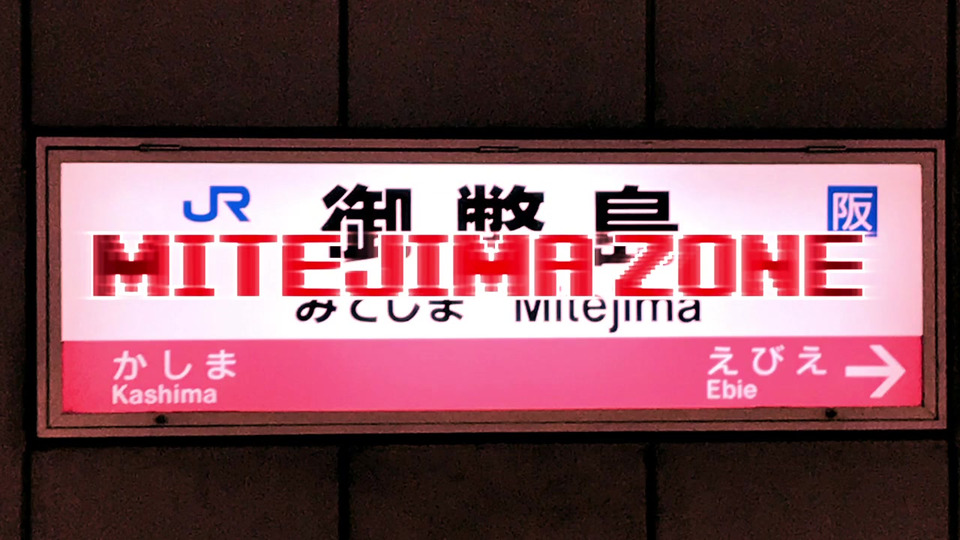 JR 御幣島 阪
MITEJIMA ZONE
みてじま Mitejima
かしま えびえ
Kashima Ebie